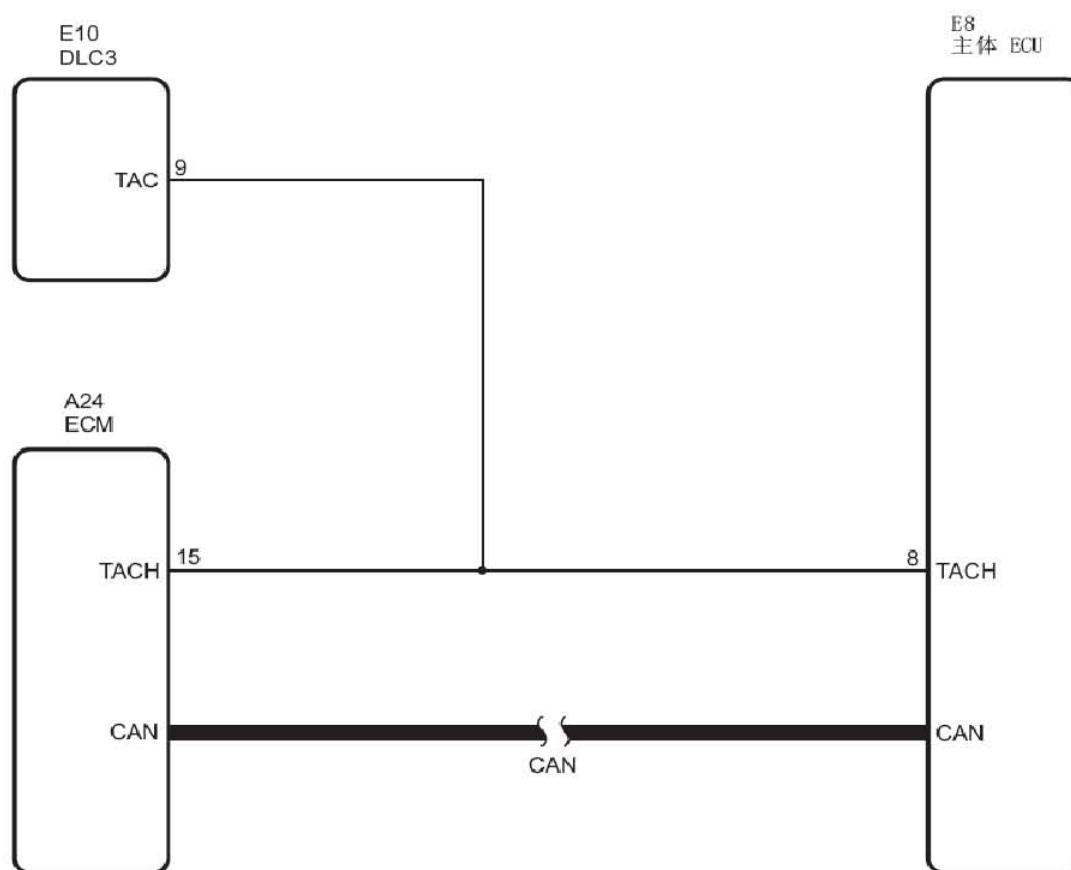 E10
DLC3
E8
主体 ECU
TAC
9
A24
ECM
TACH
15
8
TACH
CAN
CAN
CAN